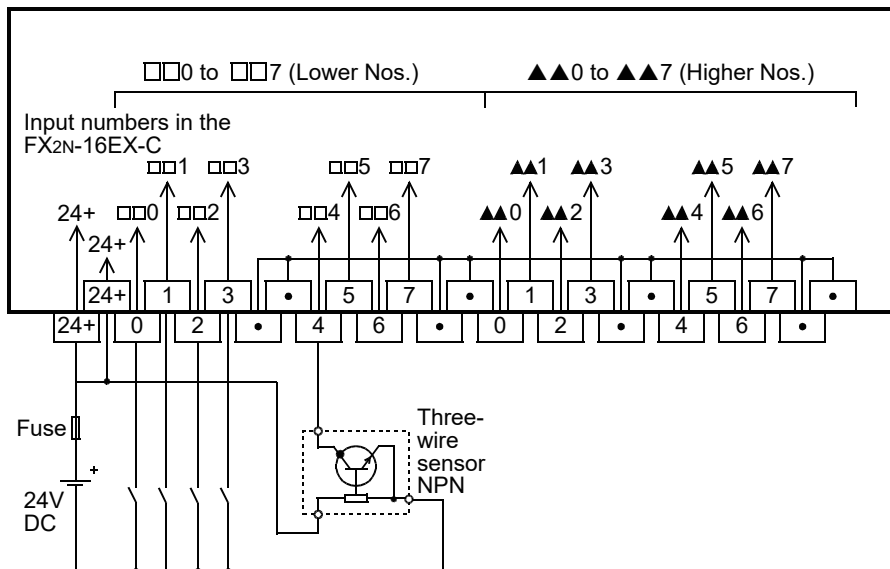 □□0 to □□7 (Lower Nos.) ▲▲0 to ▲▲7 (Higher Nos.)
Input numbers in the
FX2N-16EX-C
□□1 □□3 □□5 □□7 ▲▲1 ▲▲3 ▲▲5 ▲▲7
24+ □□0 □□2 □□4 □□6 ▲▲0 ▲▲2 ▲▲4 ▲▲6
24+
24+ 1 3 • 5 7 • 1 3 • 5 7 •
24+ 0 2 • 4 6 • 0 2 • 4 6 •
Fuse
Three-
wire
sensor
NPN
+
24V
DC